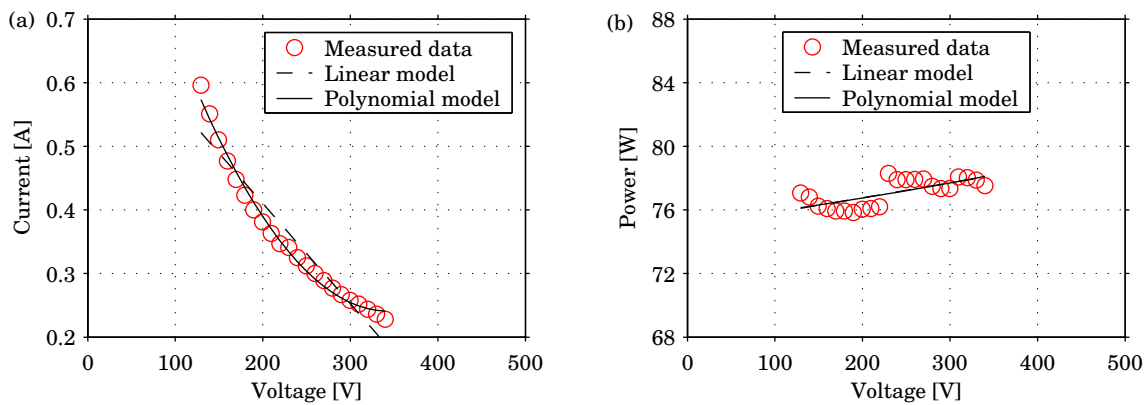 (a)
Current [A]
0.7
0.6
0.5
0.4
0.3
0.2
0 100 200 300 400 500
Voltage [V]
Measured data
Linear model
Polynomial model
(b)
Power [W]
88
84
80
76
72
68
0 100 200 300 400 500
Voltage [V]
Measured data
Linear model
Polynomial model